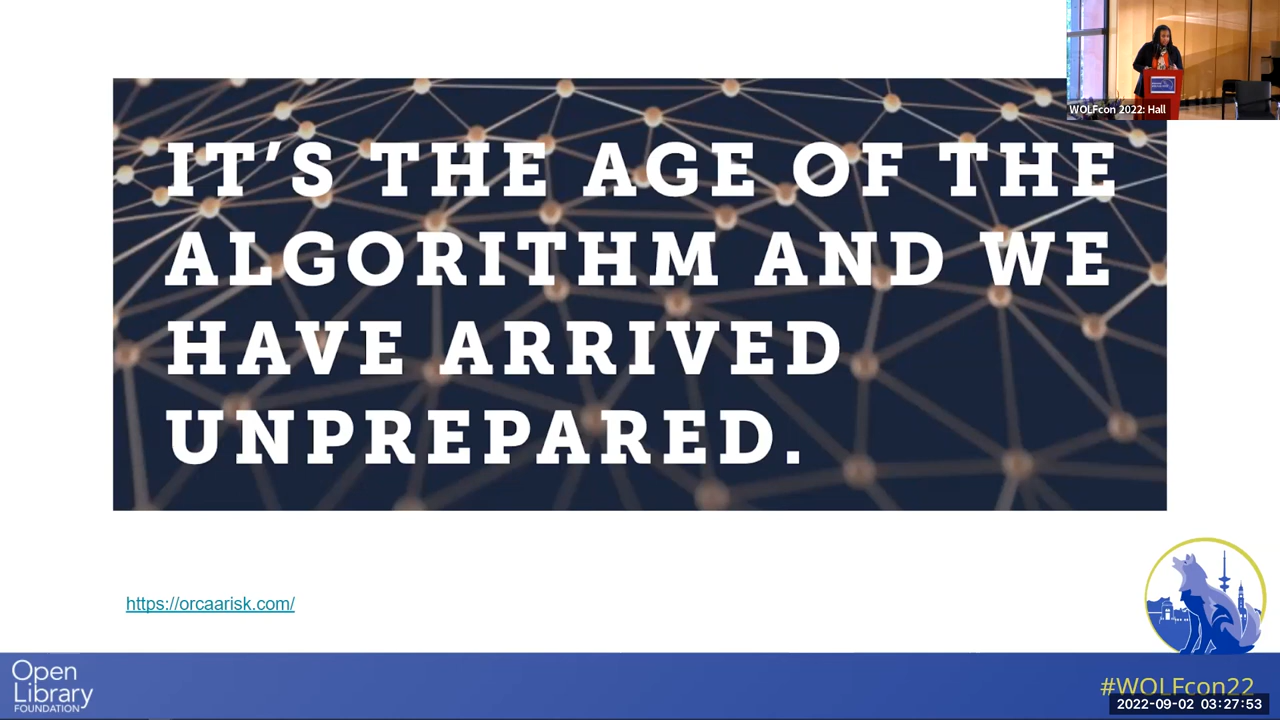 WOLFcon 2022: Hall
IT'S THE AGE OF THE
ALGORITHM AND WE
HAVE ARRIVED
UNPREPARED.
https://orcaarisk.com/
Open
Library
FOUNDATION
#WOLFcon22
2022-09-02 03:27:53